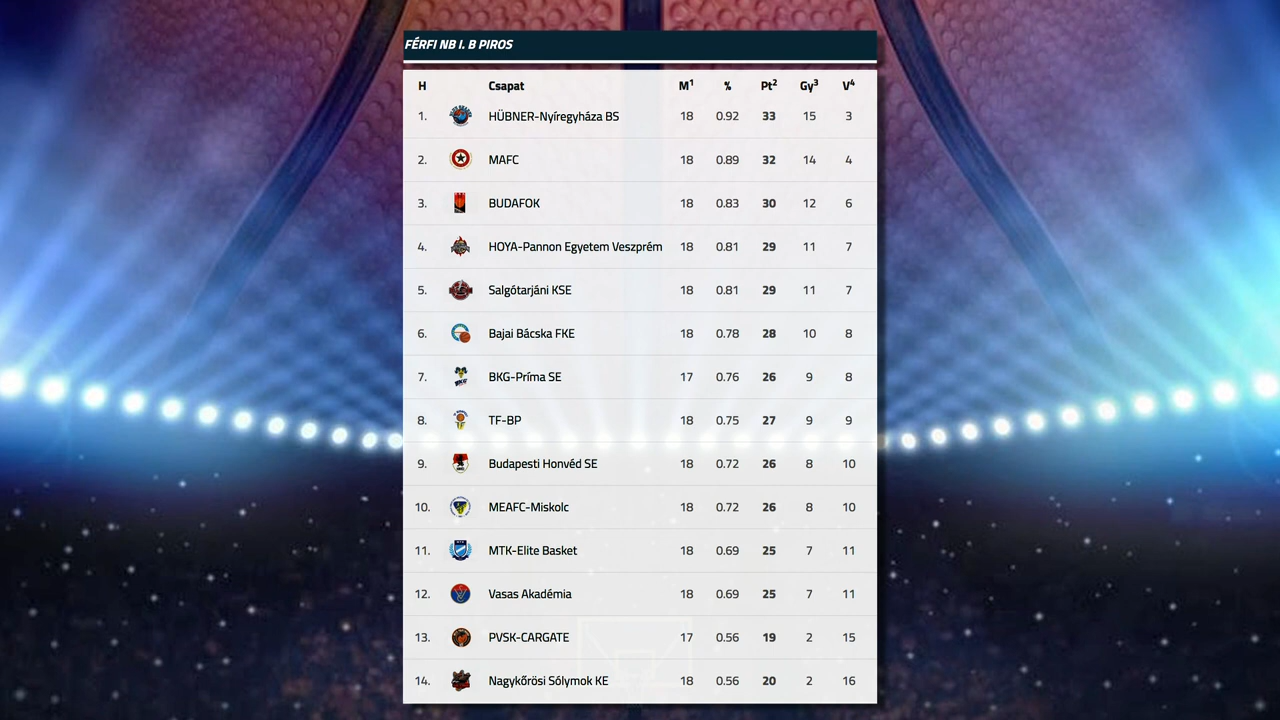 FÉRFI NB I. B PIROS
H Csapat M¹ % Pt² Gy³ V⁴
1. HÜBNER-Nyíregyháza BS 18 0.92 33 15 3
2. MAFC 18 0.89 32 14 4
3. BUDAFOK 18 0.83 30 12 6
4. HOYA-Pannon Egyetem Veszprém 18 0.81 29 11 7
5. Salgótarjáni KSE 18 0.81 29 11 7
6. Bajai Bácska FKE 18 0.78 28 10 8
7. BKG-Príma SE 17 0.76 26 9 8
8. TF-BP 18 0.75 27 9 9
9. Budapesti Honvéd SE 18 0.72 26 8 10
10. MEAFC-Miskolc 18 0.72 26 8 10
11. MTK-Elite Basket 18 0.69 25 7 11
12. Vasas Akadémia 18 0.69 25 7 11
13. PVSK-CARGATE 17 0.56 19 2 15
14. Nagykőrösi Sólymok KE 18 0.56 20 2 16